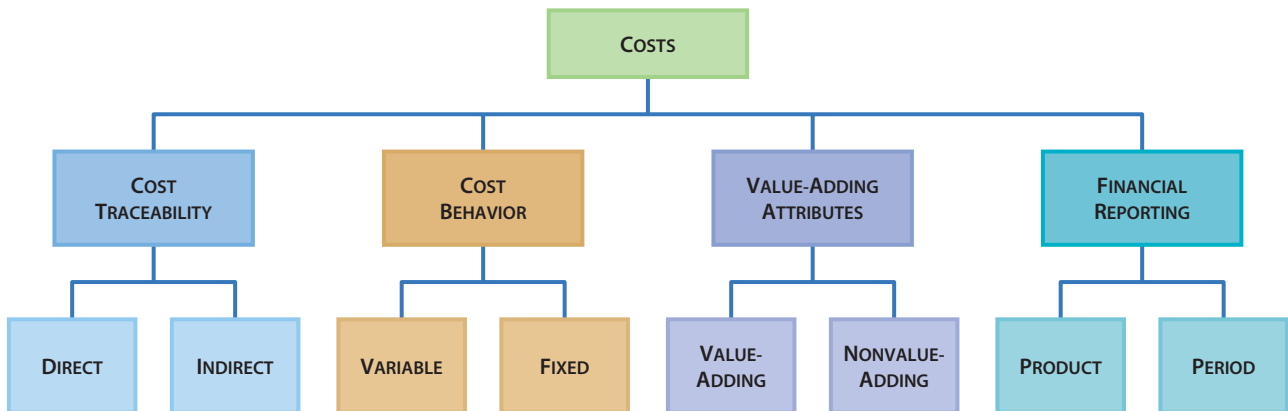 COSTS
COST
TRACEABILITY
COST
BEHAVIOR
VALUE-ADDING
ATTRIBUTES
FINANCIAL
REPORTING
DIRECT
INDIRECT
VARIABLE
FIXED
VALUE-
ADDING
NONVALUE-
ADDING
PRODUCT
PERIOD